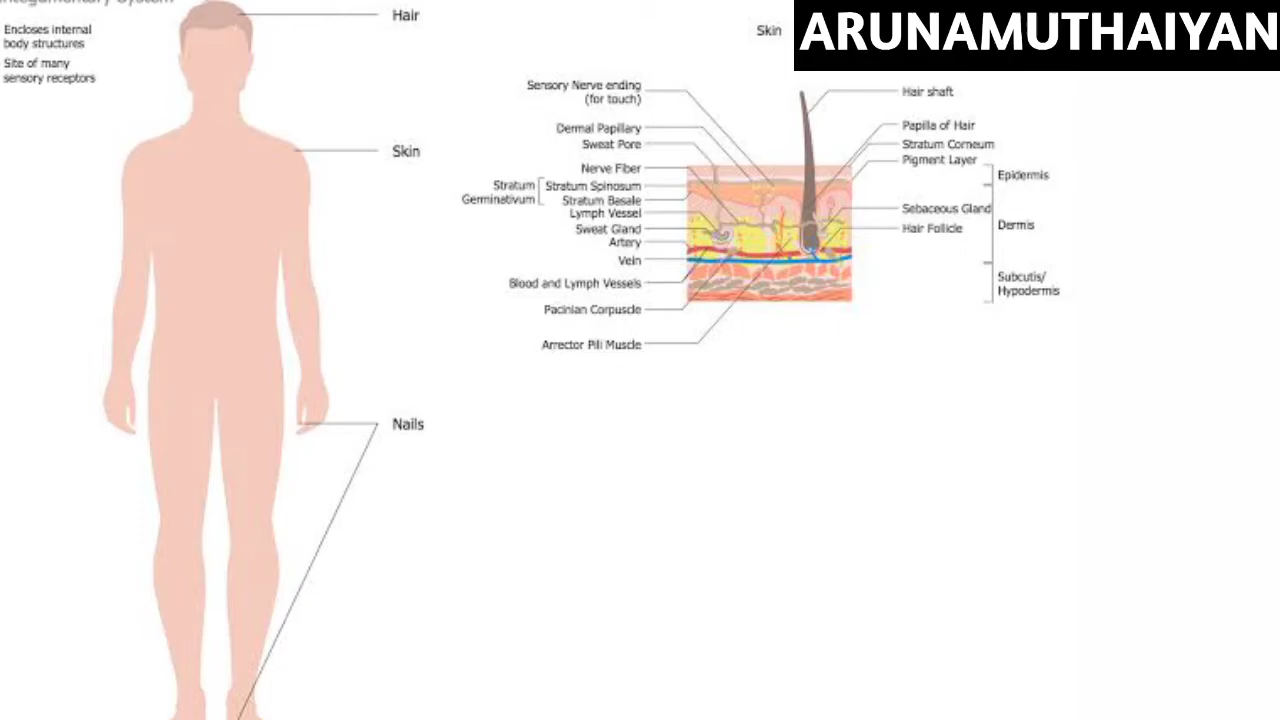 Integumentary System
Encloses internal
body structures
Site of many
sensory receptors
Hair
Skin
Nails
Skin
ARUNAMUTHAIYAN
Sensory Nerve ending
(for touch)
Dermal Papillary
Sweat Pore
Nerve Fiber
Stratum
Germinativum
Stratum Spinosum
Stratum Basale
Lymph Vessel
Sweat Gland
Artery
Vein
Blood and Lymph Vessels
Pacinian Corpuscle
Arrector Pili Muscle
Hair shaft
Papilla of Hair
Stratum Corneum
Pigment Layer
Sebaceous Gland
Hair Follicle
Epidermis
Dermis
Subcutis/
Hypodermis